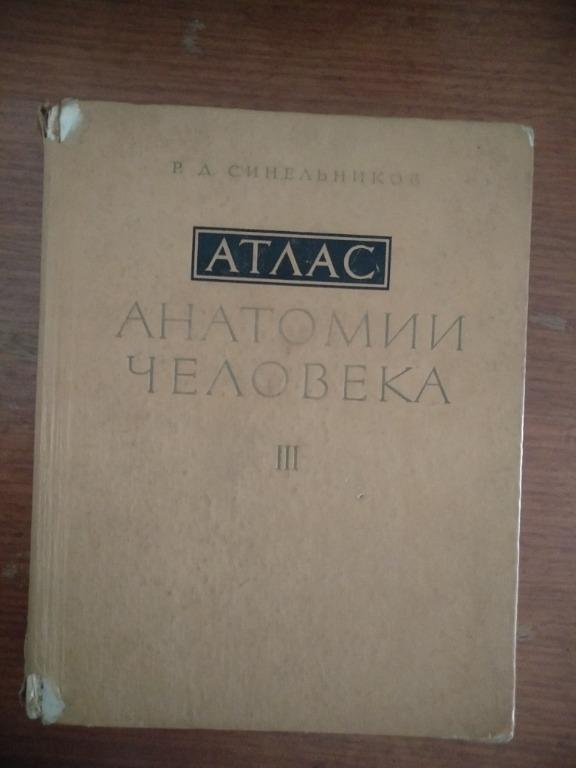 Р. Д. СИНЕЛЬНИКОВ
АТЛАС
АНАТОМИИ
ЧЕЛОВЕКА
III